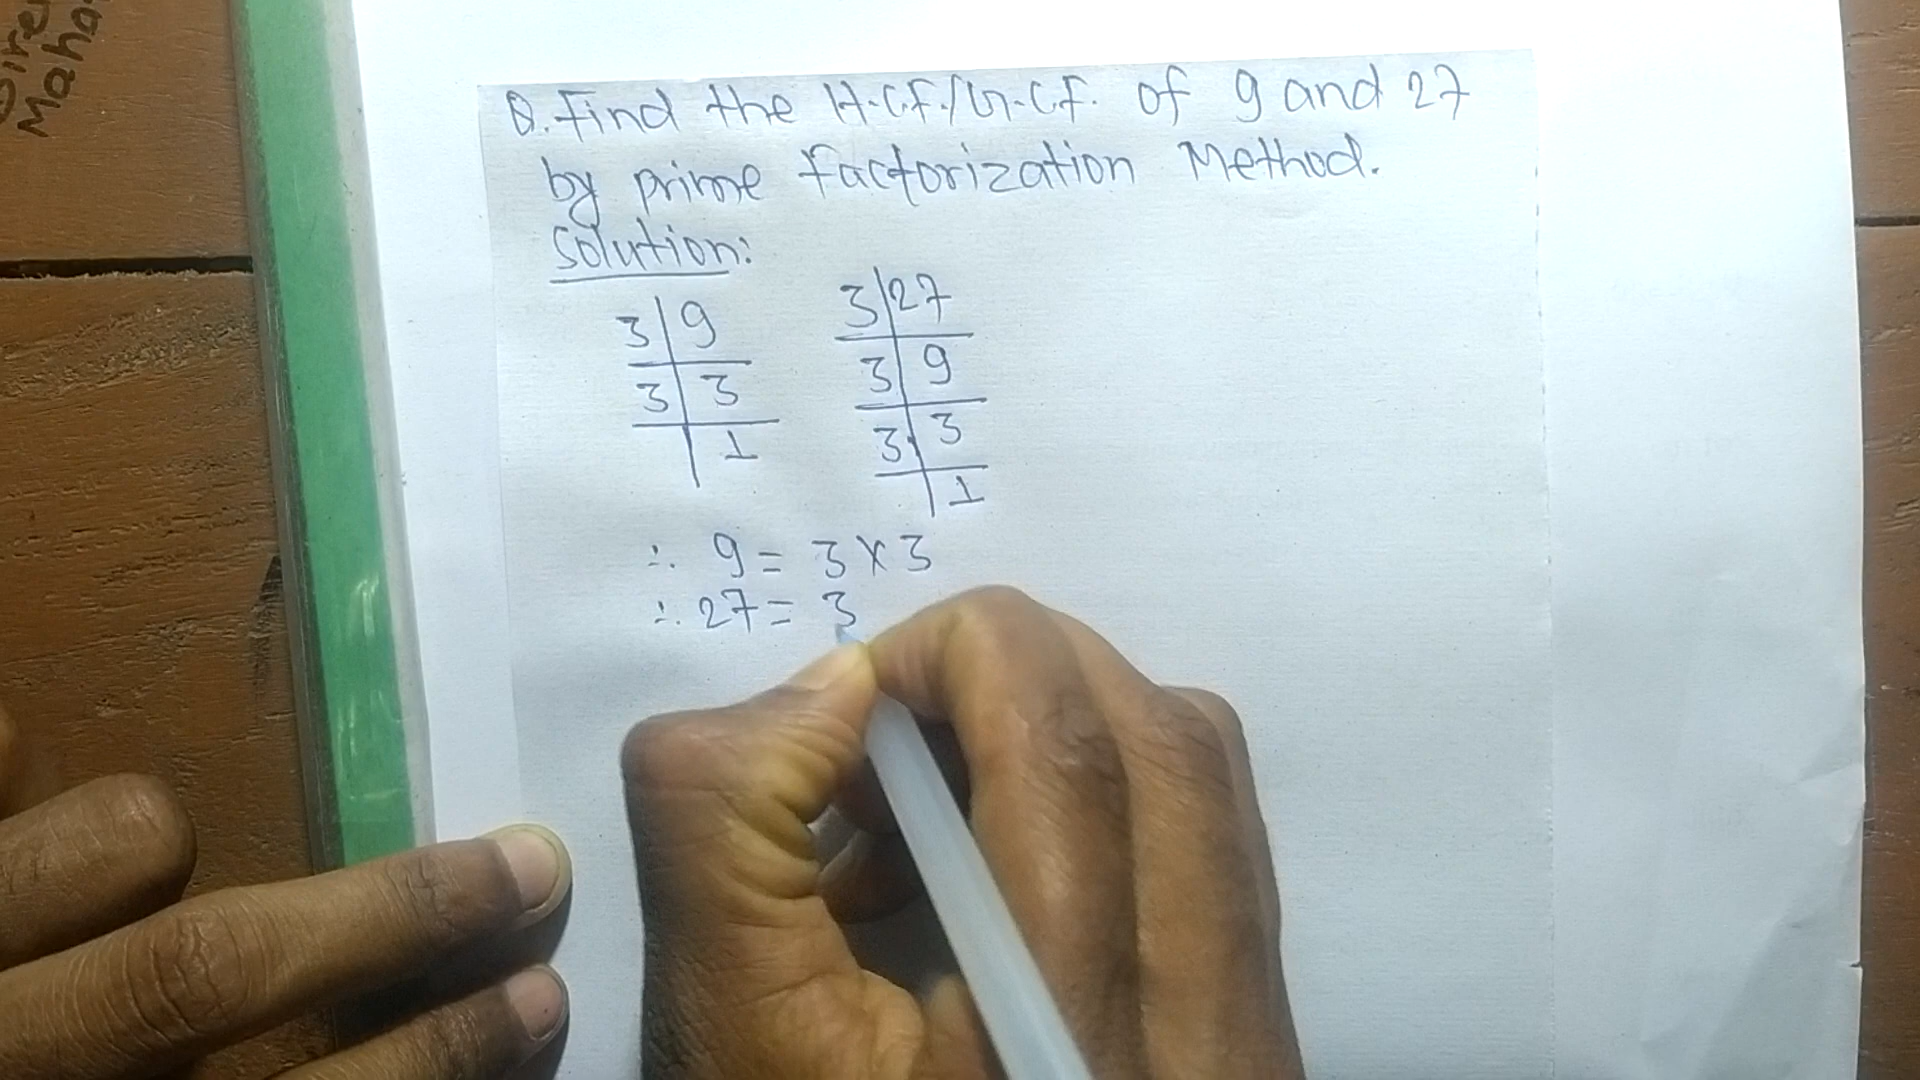 Q. Find the H.C.F./G.C.F. of 9 and 27
by prime factorization Method.
Solution:
3 | 9
3 | 3
1
3 | 27
3 | 9
3 | 3
1
∴ 9 = 3 × 3
∴ 27 = 3